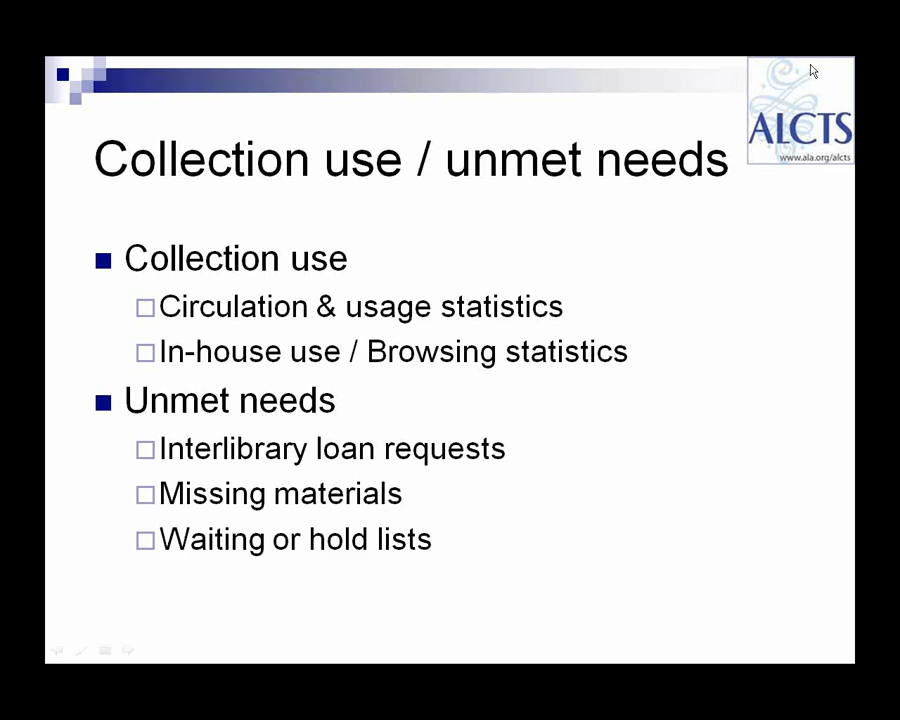 ALCTS
www.ala.org/alcts
Collection use / unmet needs
Collection use
Circulation & usage statistics
In-house use / Browsing statistics
Unmet needs
Interlibrary loan requests
Missing materials
Waiting or hold lists